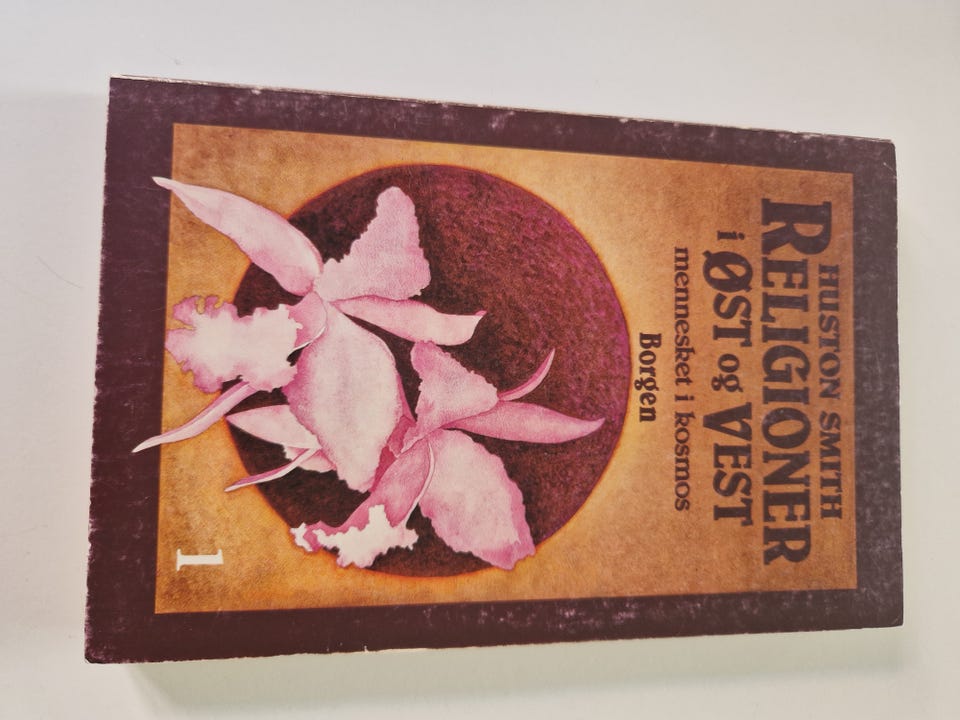 HUSTON SMITH
RELIGIONER
i ØST og VEST
mennesket i kosmos
Borgen
1